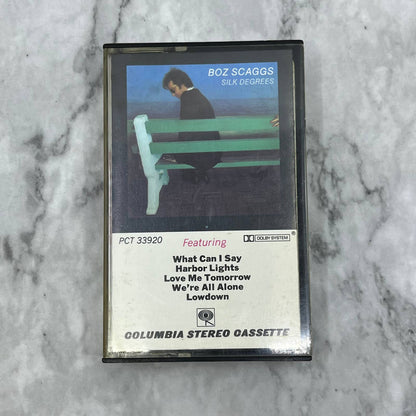 BOZ SCAGGS
SILK DEGREES
PCT 33920
Featuring
DOLBY SYSTEM ®
What Can I Say
Harbor Lights
Love Me Tomorrow
We're All Alone
Lowdown
COLUMBIA STEREO CASSETTE